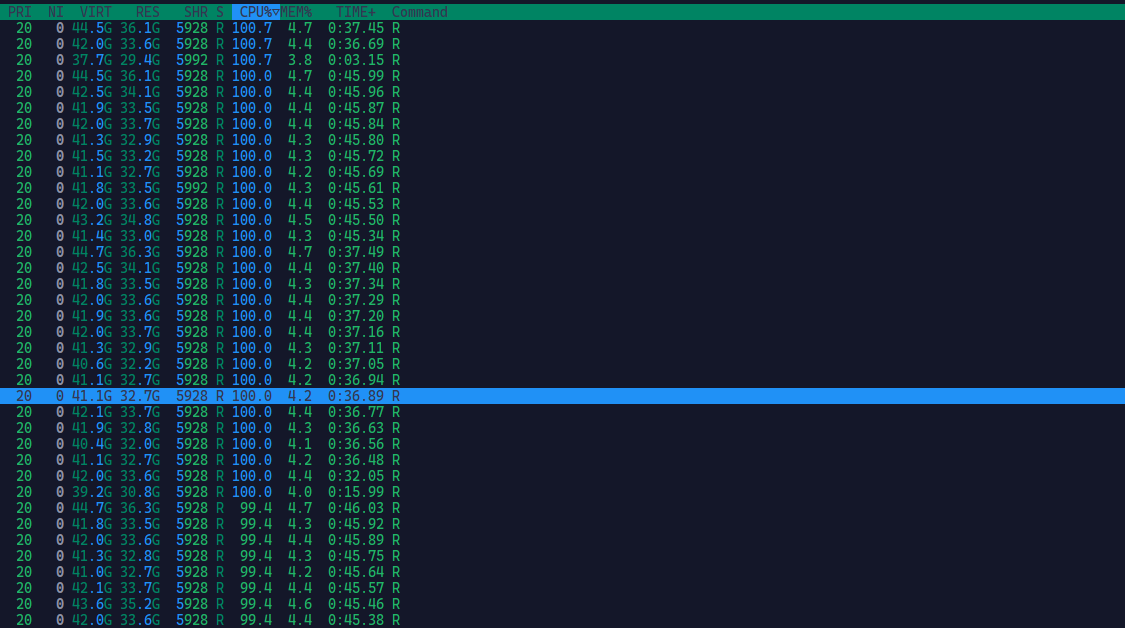 PRI NI VIRT RES SHR S CPU%▽MEM% TIME+ Command
20 0 44.5G 36.1G 5928 R 100.7 4.7 0:37.45 R
20 0 42.0G 33.6G 5928 R 100.7 4.4 0:36.69 R
20 0 37.7G 29.4G 5992 R 100.7 3.8 0:03.15 R
20 0 44.5G 36.1G 5928 R 100.0 4.7 0:45.99 R
20 0 42.5G 34.1G 5928 R 100.0 4.4 0:45.96 R
20 0 41.9G 33.5G 5928 R 100.0 4.4 0:45.87 R
20 0 42.0G 33.7G 5928 R 100.0 4.4 0:45.84 R
20 0 41.3G 32.9G 5928 R 100.0 4.3 0:45.80 R
20 0 41.5G 33.2G 5928 R 100.0 4.3 0:45.72 R
20 0 41.1G 32.7G 5928 R 100.0 4.2 0:45.69 R
20 0 41.8G 33.5G 5992 R 100.0 4.3 0:45.61 R
20 0 42.0G 33.6G 5928 R 100.0 4.4 0:45.53 R
20 0 43.2G 34.8G 5928 R 100.0 4.5 0:45.50 R
20 0 41.4G 33.0G 5928 R 100.0 4.3 0:45.34 R
20 0 44.7G 36.3G 5928 R 100.0 4.7 0:37.49 R
20 0 42.5G 34.1G 5928 R 100.0 4.4 0:37.40 R
20 0 41.8G 33.5G 5928 R 100.0 4.3 0:37.34 R
20 0 42.0G 33.6G 5928 R 100.0 4.4 0:37.29 R
20 0 41.9G 33.6G 5928 R 100.0 4.4 0:37.20 R
20 0 42.0G 33.7G 5928 R 100.0 4.4 0:37.16 R
20 0 41.3G 32.9G 5928 R 100.0 4.3 0:37.11 R
20 0 40.6G 32.2G 5928 R 100.0 4.2 0:37.05 R
20 0 41.1G 32.7G 5928 R 100.0 4.2 0:36.94 R
20 0 41.1G 32.7G 5928 R 100.0 4.2 0:36.89 R
20 0 42.1G 33.7G 5928 R 100.0 4.4 0:36.77 R
20 0 41.9G 32.8G 5928 R 100.0 4.3 0:36.63 R
20 0 40.4G 32.0G 5928 R 100.0 4.1 0:36.56 R
20 0 41.1G 32.7G 5928 R 100.0 4.2 0:36.48 R
20 0 42.0G 33.6G 5928 R 100.0 4.4 0:32.05 R
20 0 39.2G 30.8G 5928 R 100.0 4.0 0:15.99 R
20 0 44.7G 36.3G 5928 R 99.4 4.7 0:46.03 R
20 0 41.8G 33.5G 5928 R 99.4 4.3 0:45.92 R
20 0 42.0G 33.6G 5928 R 99.4 4.4 0:45.89 R
20 0 41.3G 32.8G 5928 R 99.4 4.3 0:45.75 R
20 0 41.0G 32.7G 5928 R 99.4 4.2 0:45.64 R
20 0 42.1G 33.7G 5928 R 99.4 4.4 0:45.57 R
20 0 43.6G 35.2G 5928 R 99.4 4.6 0:45.46 R
20 0 42.0G 33.6G 5928 R 99.4 4.4 0:45.38 R